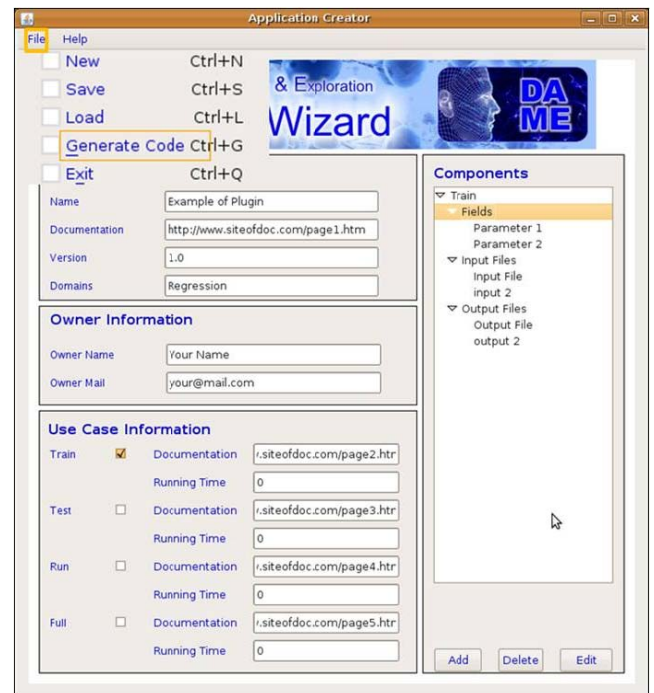 Application Creator
File Help
New Ctrl+N
Save Ctrl+S
Load Ctrl+L
Generate Code Ctrl+G
Exit Ctrl+Q
& Exploration
Wizard
DA
ME
Name Example of Plugin
Documentation http://www.siteofdoc.com/page1.htm
Version 1.0
Domains Regression
Owner Information
Owner Name Your Name
Owner Mail your@mail.com
Use Case Information
Train Documentation .siteofdoc.com/page2.htr
Running Time 0
Test Documentation .siteofdoc.com/page3.htr
Running Time 0
Run Documentation .siteofdoc.com/page4.htr
Running Time 0
Full Documentation .siteofdoc.com/page5.htr
Running Time 0
Components
Train
Fields
Parameter 1
Parameter 2
Input Files
Input File
input 2
Output Files
Output File
output 2
Add Delete Edit